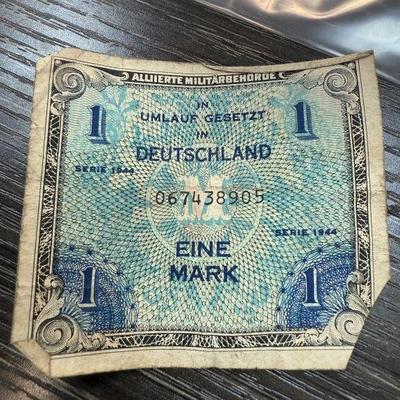 ALLIIERTE MILITÄRBEHÖRDE
1
IN
UMLAUF GESETZT
IN
1
DEUTSCHLAND
SERIE 1944
067438905
SERIE 1944
EINE
MARK
1
1